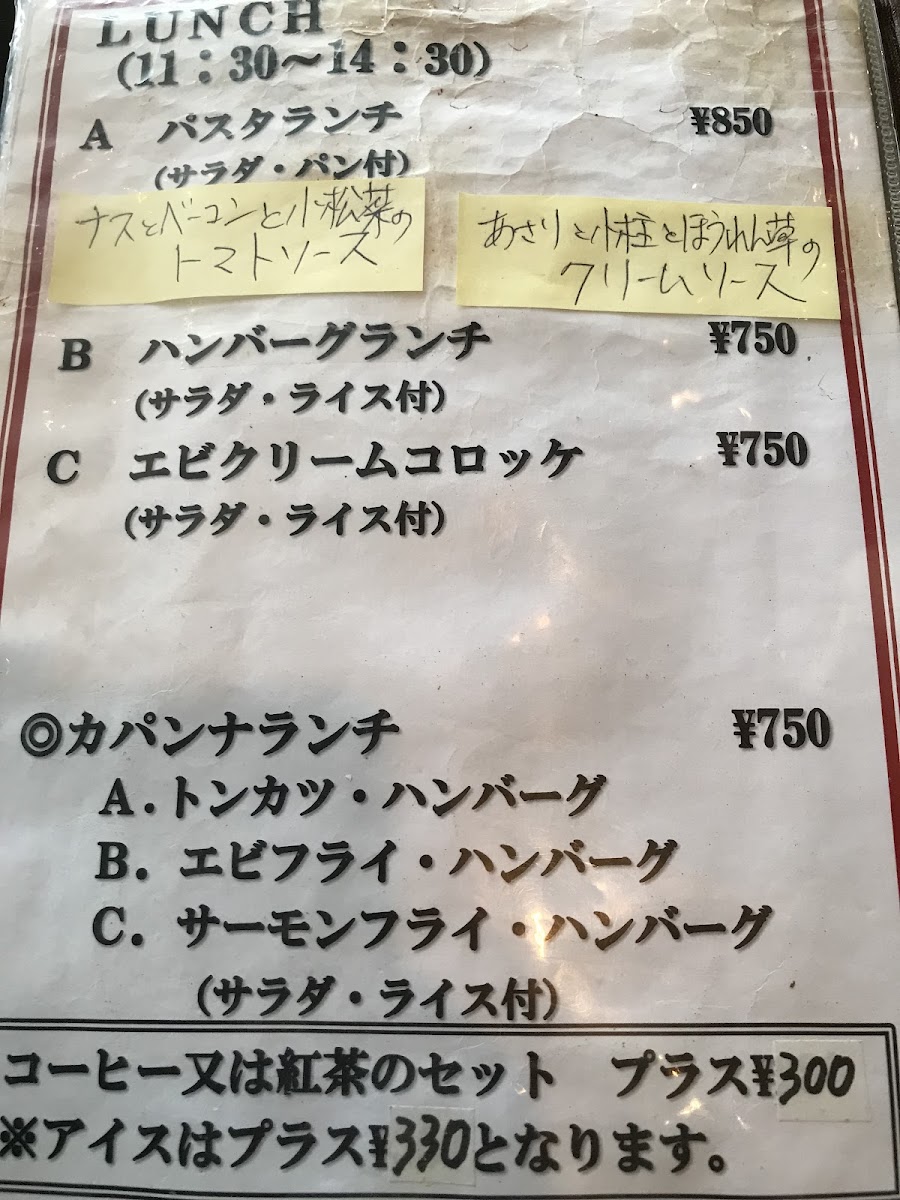 LUNCH
(11：30～14：30)
A パスタランチ ¥850
(サラダ・パン付)
ナスとベーコンと小松菜の
トマトソース
あさりと小柱とほうれん草の
クリームソース
B ハンバーグランチ ¥750
(サラダ・ライス付)
C エビクリームコロッケ ¥750
(サラダ・ライス付)
◎カパンナランチ ¥750
A.トンカツ・ハンバーグ
B. エビフライ・ハンバーグ
C. サーモンフライ・ハンバーグ
(サラダ・ライス付)
コーヒー又は紅茶のセット プラス¥300
※アイスはプラス¥330となります。